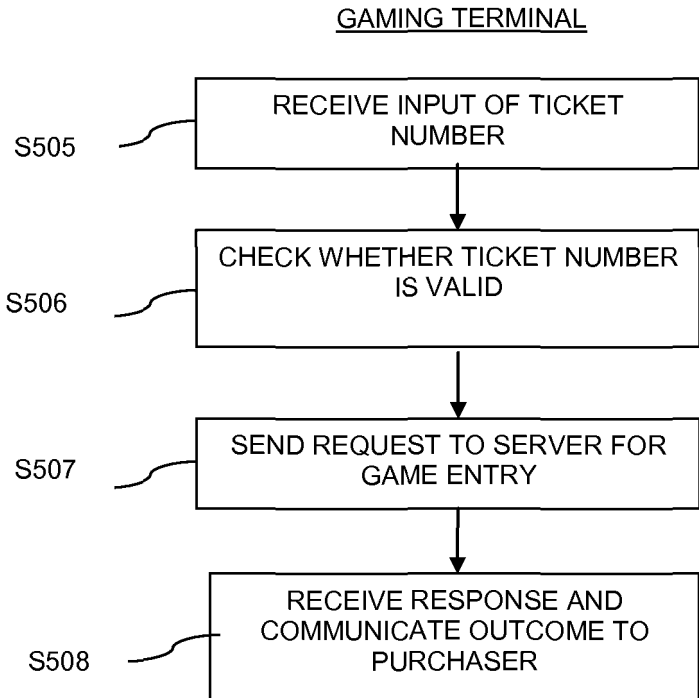 GAMING TERMINAL
S505
RECEIVE INPUT OF TICKET
NUMBER
S506
CHECK WHETHER TICKET NUMBER
IS VALID
S507
SEND REQUEST TO SERVER FOR
GAME ENTRY
S508
RECEIVE RESPONSE AND
COMMUNICATE OUTCOME TO
PURCHASER